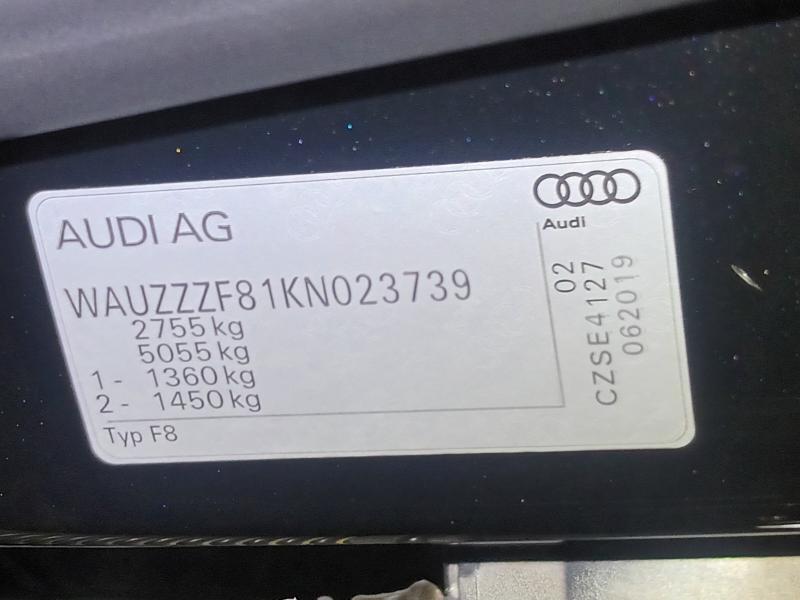 AUDI AG
Audi
WAUZZZF81KN023739
2755 kg
5055 kg
1 - 1360 kg
2 - 1450 kg
Typ F8
02
CZSE4127
062019